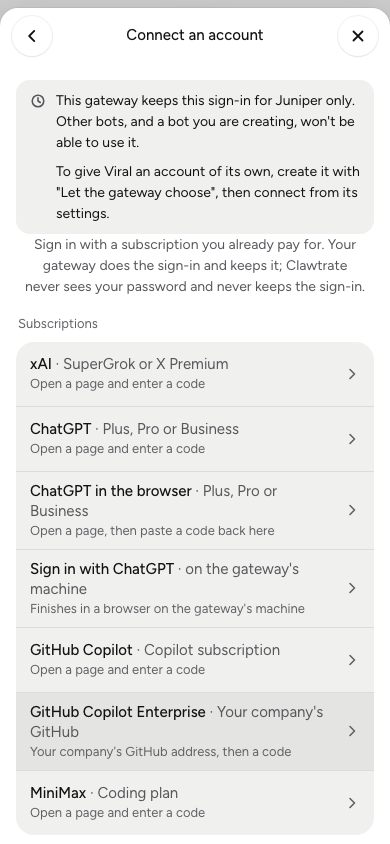 Connect an account
This gateway keeps this sign-in for Juniper only.
Other bots, and a bot you are creating, won't be
able to use it.
To give Viral an account of its own, create it with
"Let the gateway choose", then connect from its
settings.
Sign in with a subscription you already pay for. Your
gateway does the sign-in and keeps it; Clawtrate
never sees your password and never keeps the sign-in.
Subscriptions
xAI · SuperGrok or X Premium
Open a page and enter a code
ChatGPT · Plus, Pro or Business
Open a page and enter a code
ChatGPT in the browser · Plus, Pro or
Business
Open a page, then paste a code back here
Sign in with ChatGPT · on the gateway's
machine
Finishes in a browser on the gateway's machine
GitHub Copilot · Copilot subscription
Open a page and enter a code
GitHub Copilot Enterprise · Your company's
GitHub
Your company's GitHub address, then a code
MiniMax · Coding plan
Open a page and enter a code